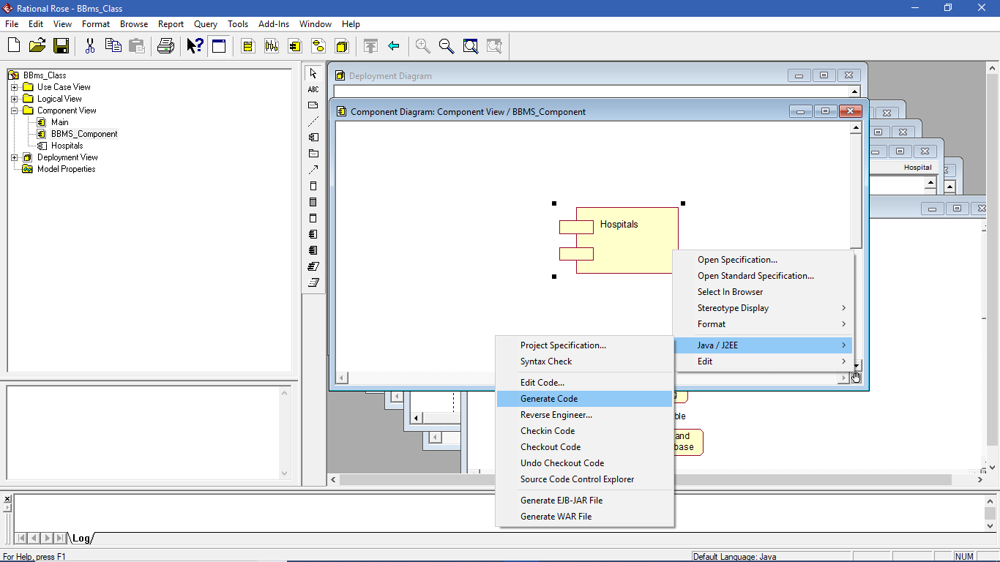 Rational Rose - BBms_Class
File Edit View Format Browse Report Query Tools Add-Ins Window Help
BBms_Class
Use Case View
Logical View
Component View
Main
BBMS_Component
Hospitals
Deployment View
Model Properties
ABC
Deployment Diagram
Component Diagram: Component View / BBMS_Component
Hospital
Hospitals
Open Specification...
Open Standard Specification...
Select In Browser
Stereotype Display
Format
Java / J2EE
Edit
Project Specification...
Syntax Check
Edit Code...
Generate Code
Reverse Engineer...
Checkin Code
Checkout Code
Undo Checkout Code
Source Code Control Explorer
Generate EJB-JAR File
Generate WAR File
ble
and
base
Log
For Help, press F1
Default Language: Java
NUM